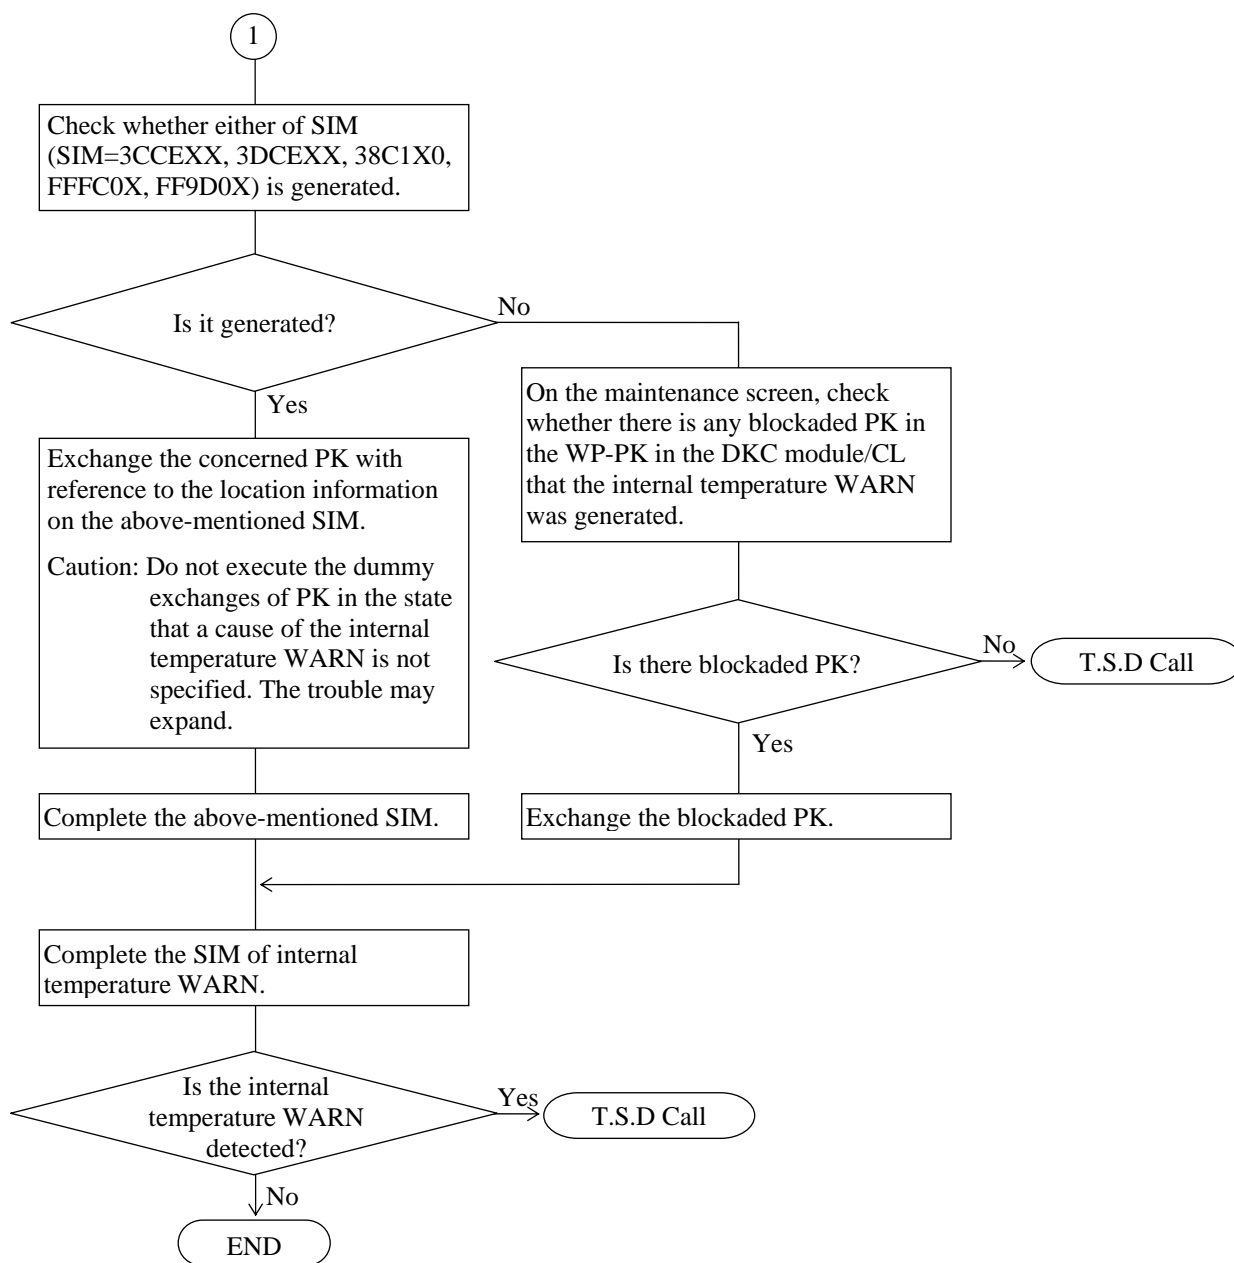 1
Check whether either of SIM
(SIM=3CCEXX, 3DCEXX, 38C1X0,
FFFC0X, FF9D0X) is generated.
Is it generated?
No
Yes
On the maintenance screen, check
whether there is any blockaded PK in
the WP-PK in the DKC module/CL
that the internal temperature WARN
was generated.
Exchange the concerned PK with
reference to the location information
on the above-mentioned SIM.
Caution: Do not execute the dummy
exchanges of PK in the state
that a cause of the internal
temperature WARN is not
specified. The trouble may
expand.
Is there blockaded PK?
No
T.S.D Call
Yes
Complete the above-mentioned SIM.
Exchange the blockaded PK.
Complete the SIM of internal
temperature WARN.
Is the internal
temperature WARN
detected?
Yes
T.S.D Call
No
END